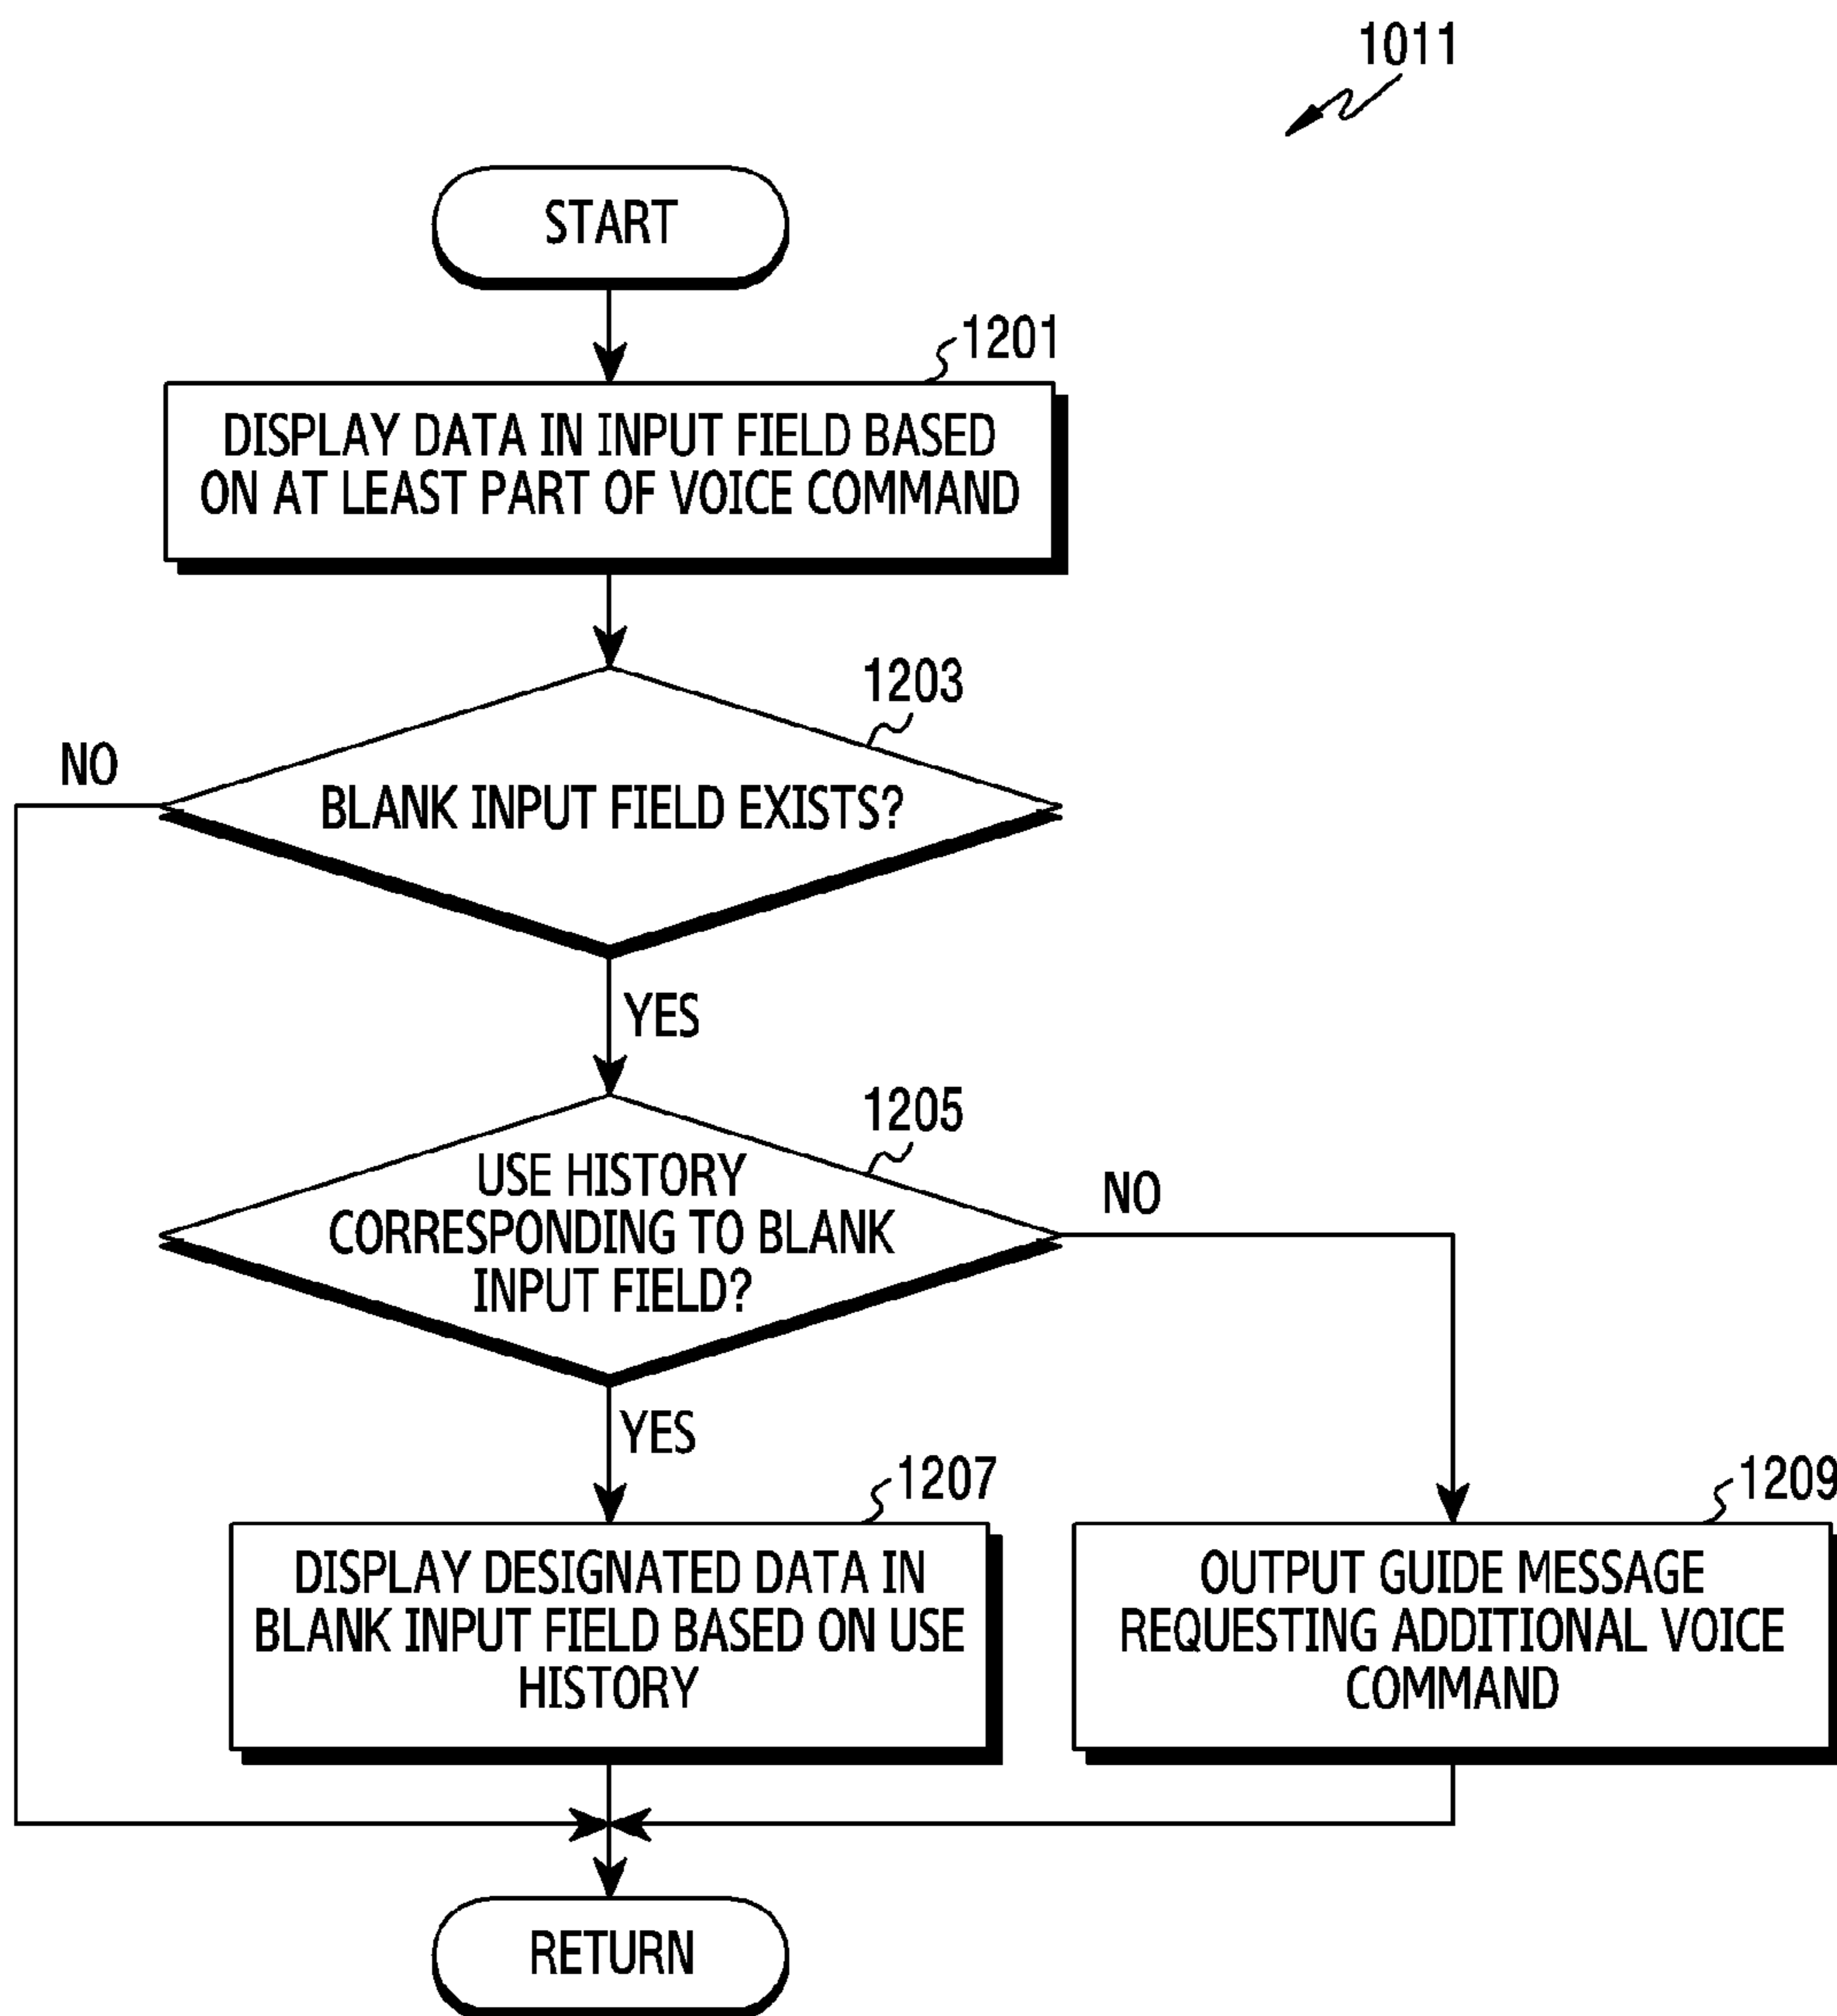 1011
START
1201
DISPLAY DATA IN INPUT FIELD BASED
ON AT LEAST PART OF VOICE COMMAND
1203
NO
BLANK INPUT FIELD EXISTS?
YES
1205
USE HISTORY
CORRESPONDING TO BLANK
INPUT FIELD?
NO
YES
1207
DISPLAY DESIGNATED DATA IN
BLANK INPUT FIELD BASED ON USE
HISTORY
1209
OUTPUT GUIDE MESSAGE
REQUESTING ADDITIONAL VOICE
COMMAND
RETURN